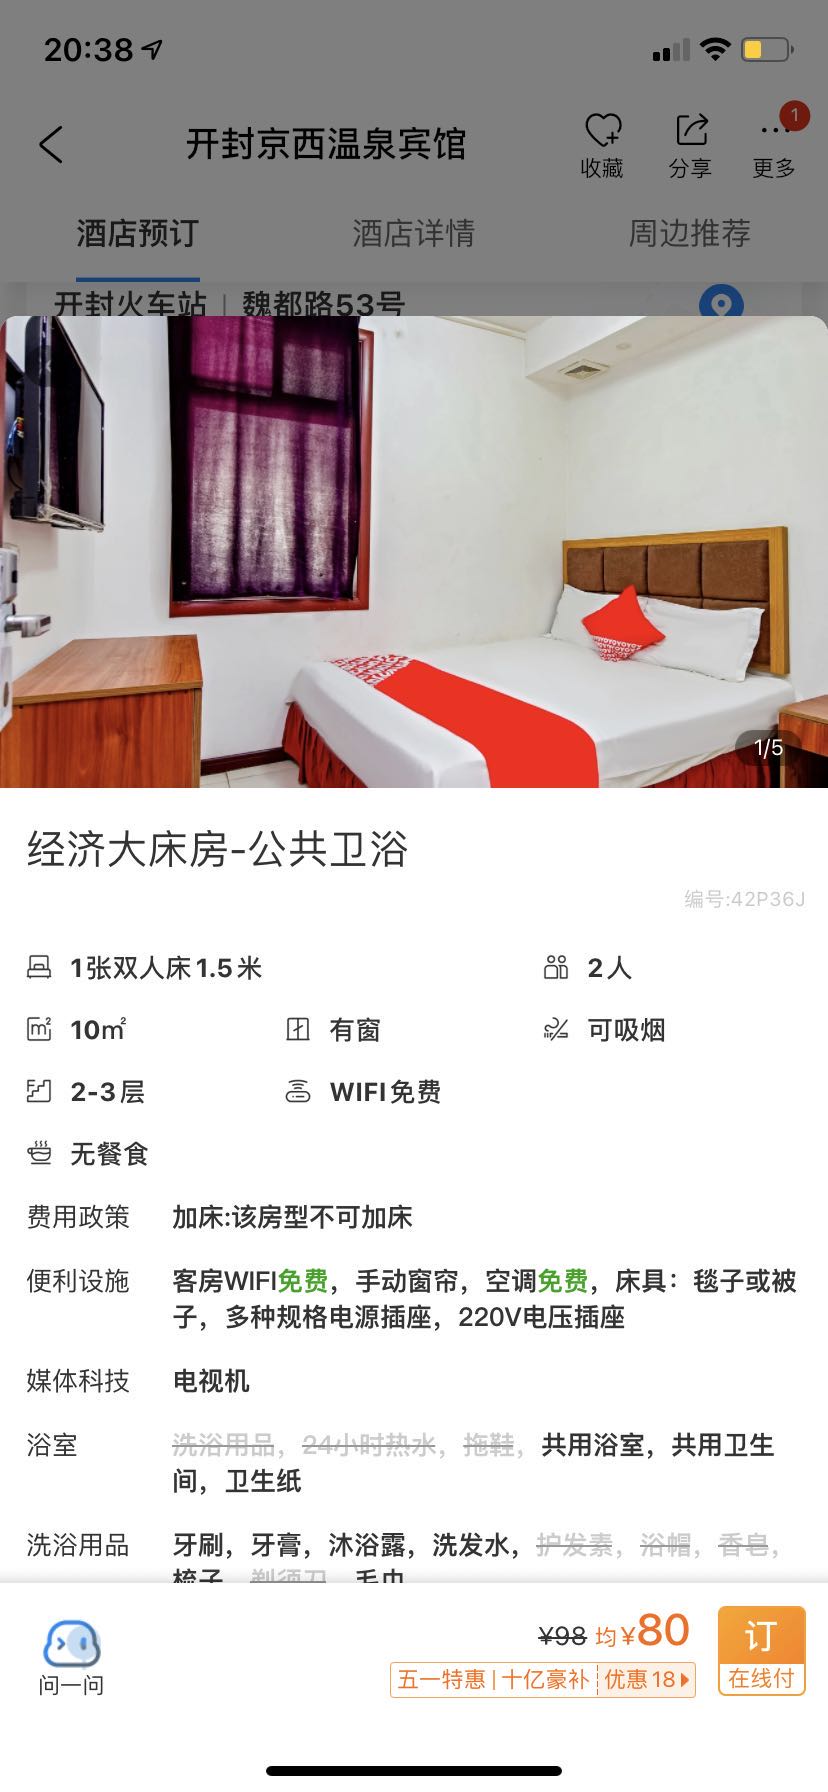 20:38
开封京西温泉宾馆
收藏
分享
更多
1
酒店预订
酒店详情
周边推荐
开封火车站 | 魏都路53号
1/5
经济大床房-公共卫浴
编号:42P36J
1张双人床1.5米
2人
10㎡
有窗
可吸烟
2-3层
WIFI免费
无餐食
费用政策
加床:该房型不可加床
便利设施
客房WIFI免费，手动窗帘，空调免费，床具：毯子或被
子，多种规格电源插座，220V电压插座
媒体科技
电视机
浴室
洗浴用品，24小时热水，拖鞋，共用浴室，共用卫生
间，卫生纸
洗浴用品
牙刷，牙膏，沐浴露，洗发水，护发素，浴帽，香皂，
梳子，剃须刀，毛巾
问一问
¥98 均¥80
五一特惠 | 十亿豪补 优惠18
订
在线付